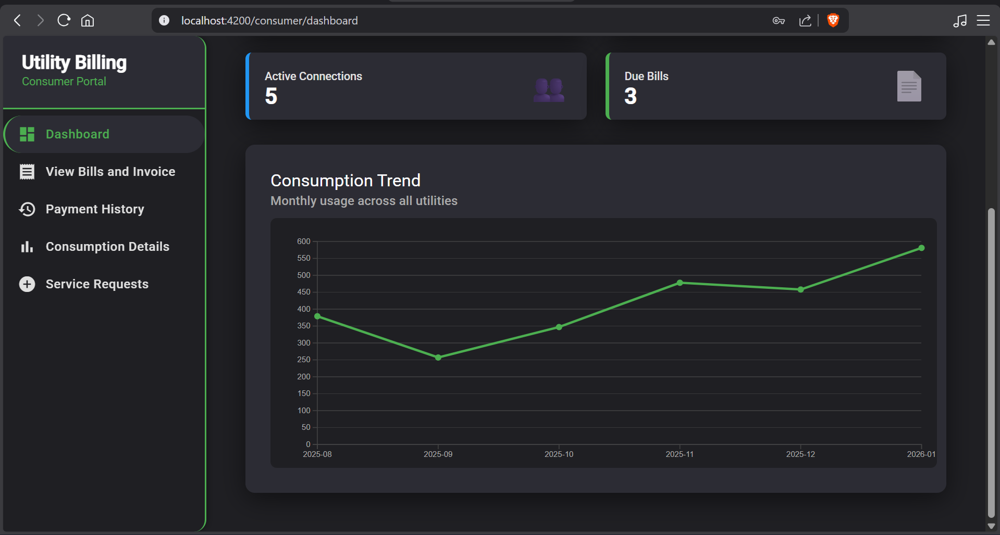 localhost:4200/consumer/dashboard
Utility Billing
Consumer Portal
Dashboard
View Bills and Invoice
Payment History
Consumption Details
Service Requests
Active Connections
5
Due Bills
3
Consumption Trend
Monthly usage across all utilities
600
550
500
450
400
350
300
250
200
150
100
50
0
2025-08 2025-09 2025-10 2025-11 2025-12 2026-01